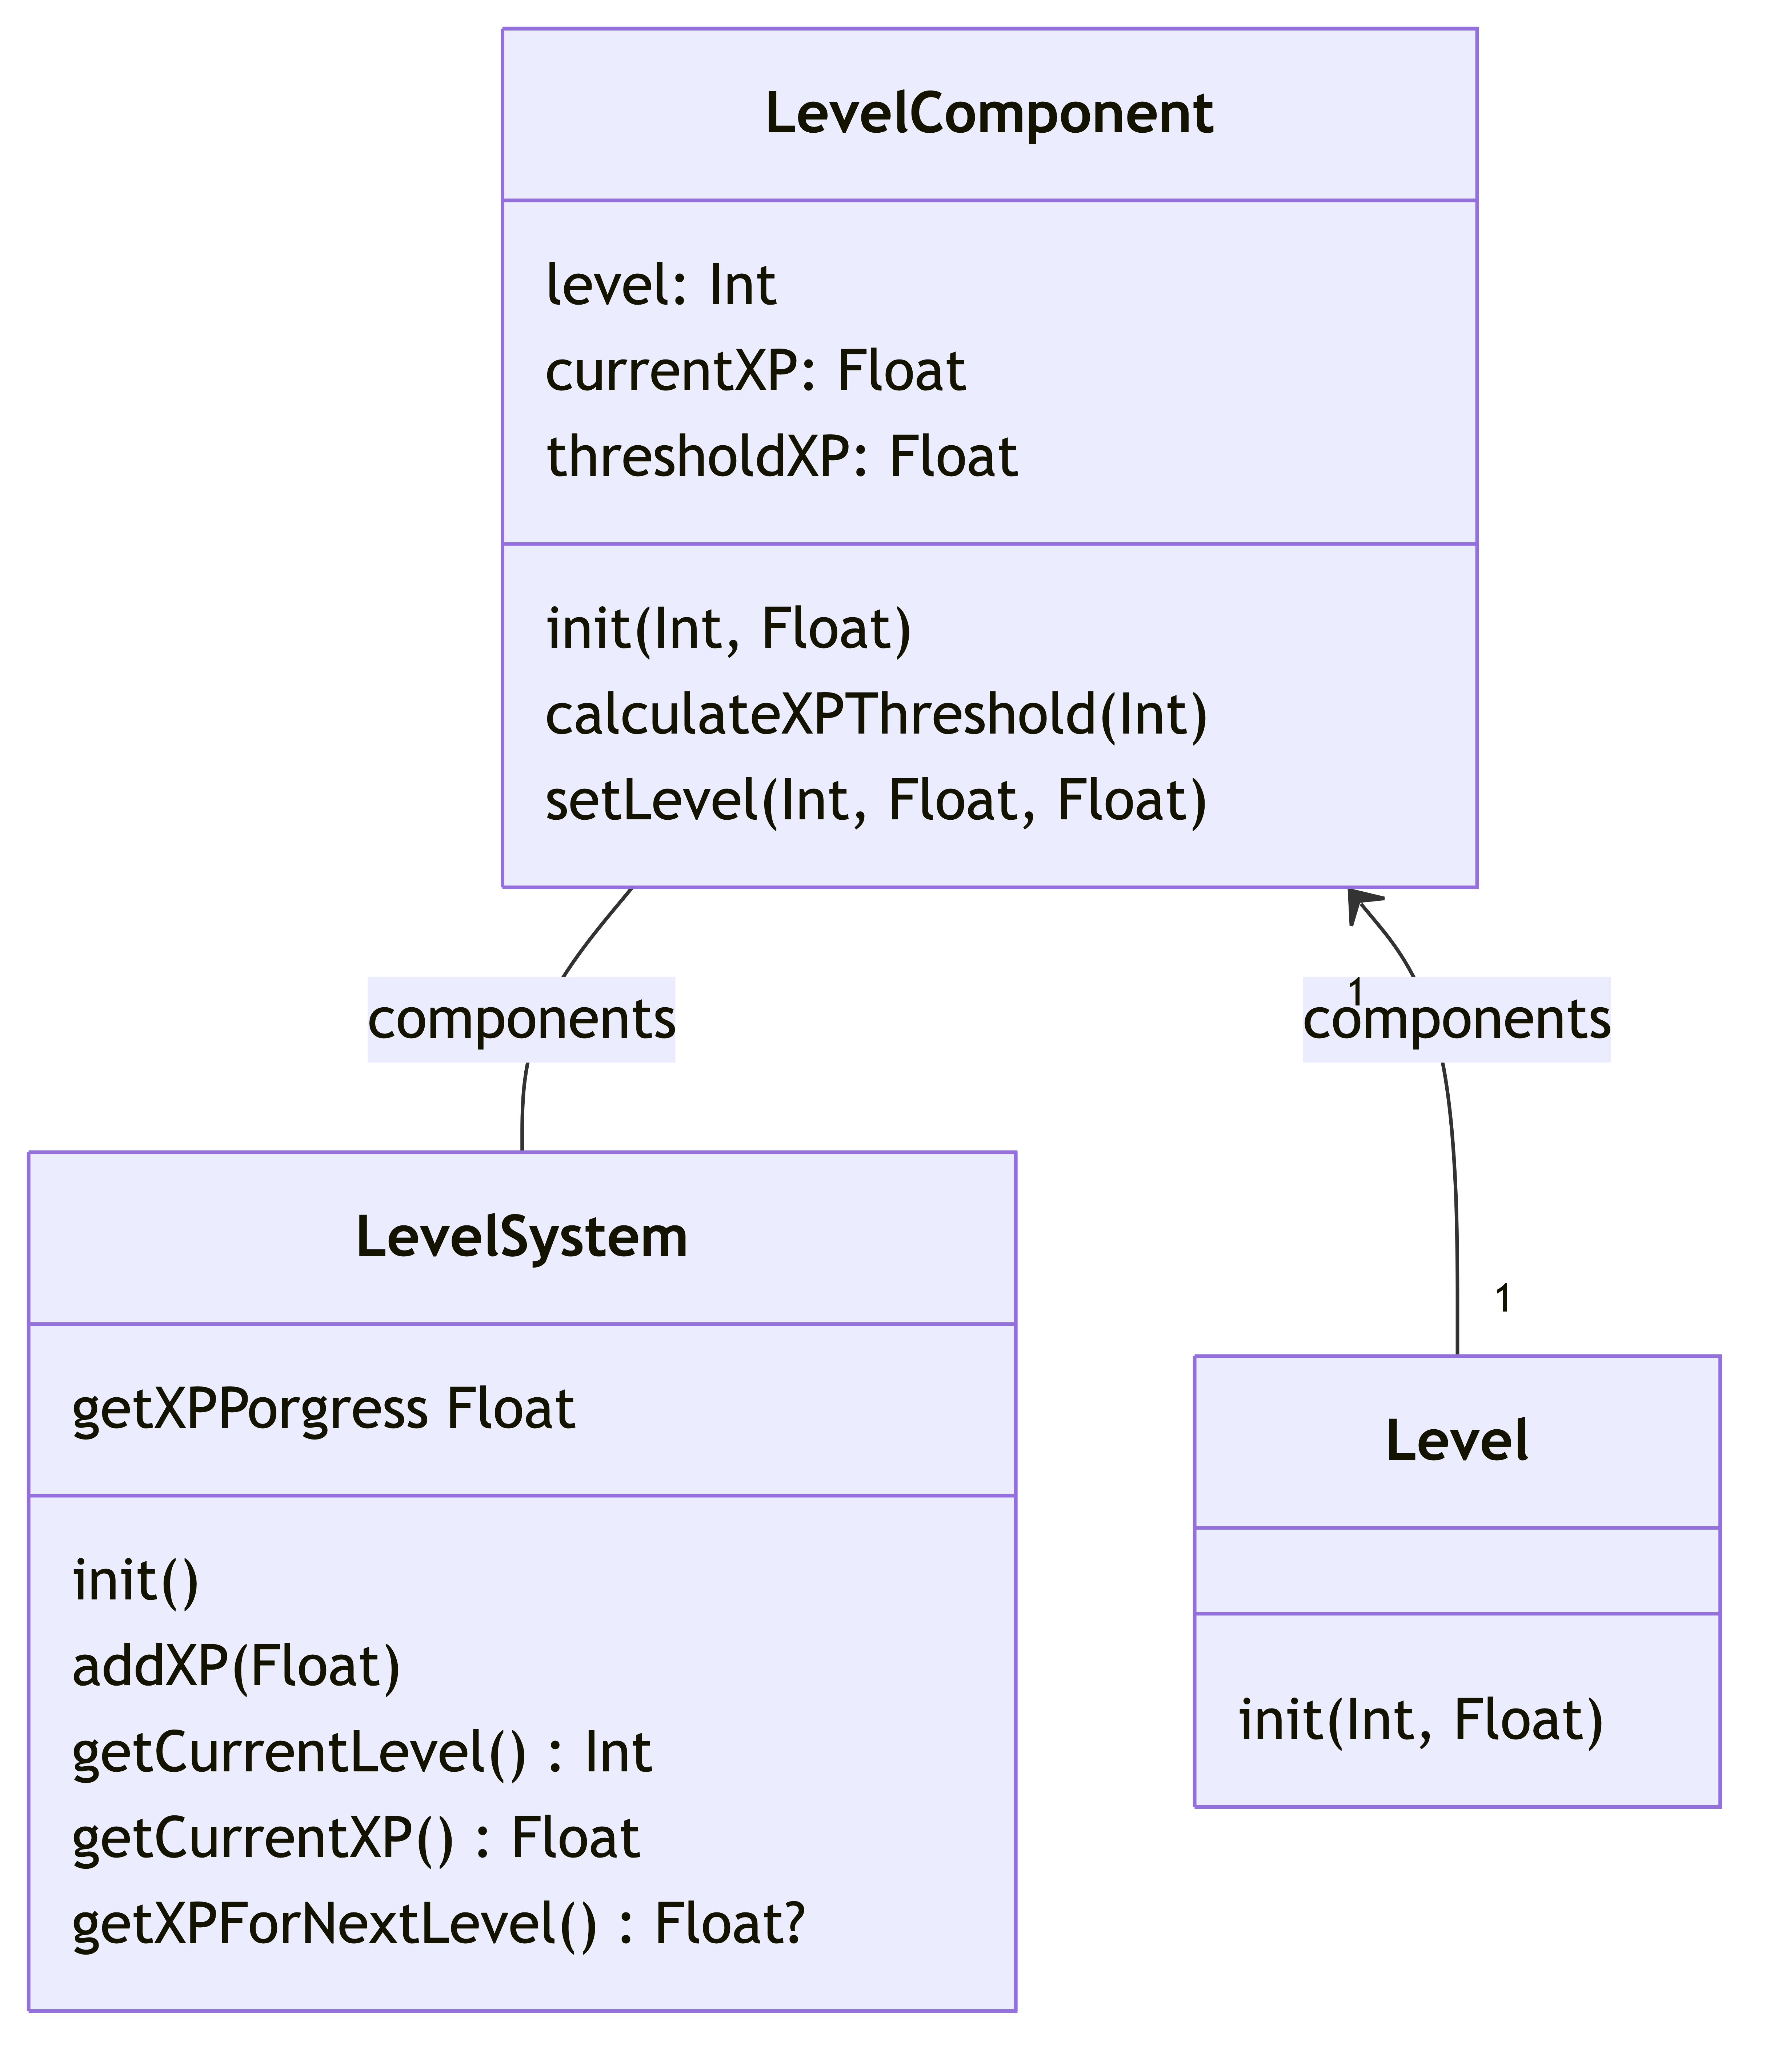 LevelComponent
level: Int
currentXP: Float
thresholdXP: Float
init(Int, Float)
calculateXPThreshold(Int)
setLevel(Int, Float, Float)
components
1
components
1
LevelSystem
getXPPorgress Float
init()
addXP(Float)
getCurrentLevel() : Int
getCurrentXP() : Float
getXPForNextLevel() : Float?
Level
init(Int, Float)